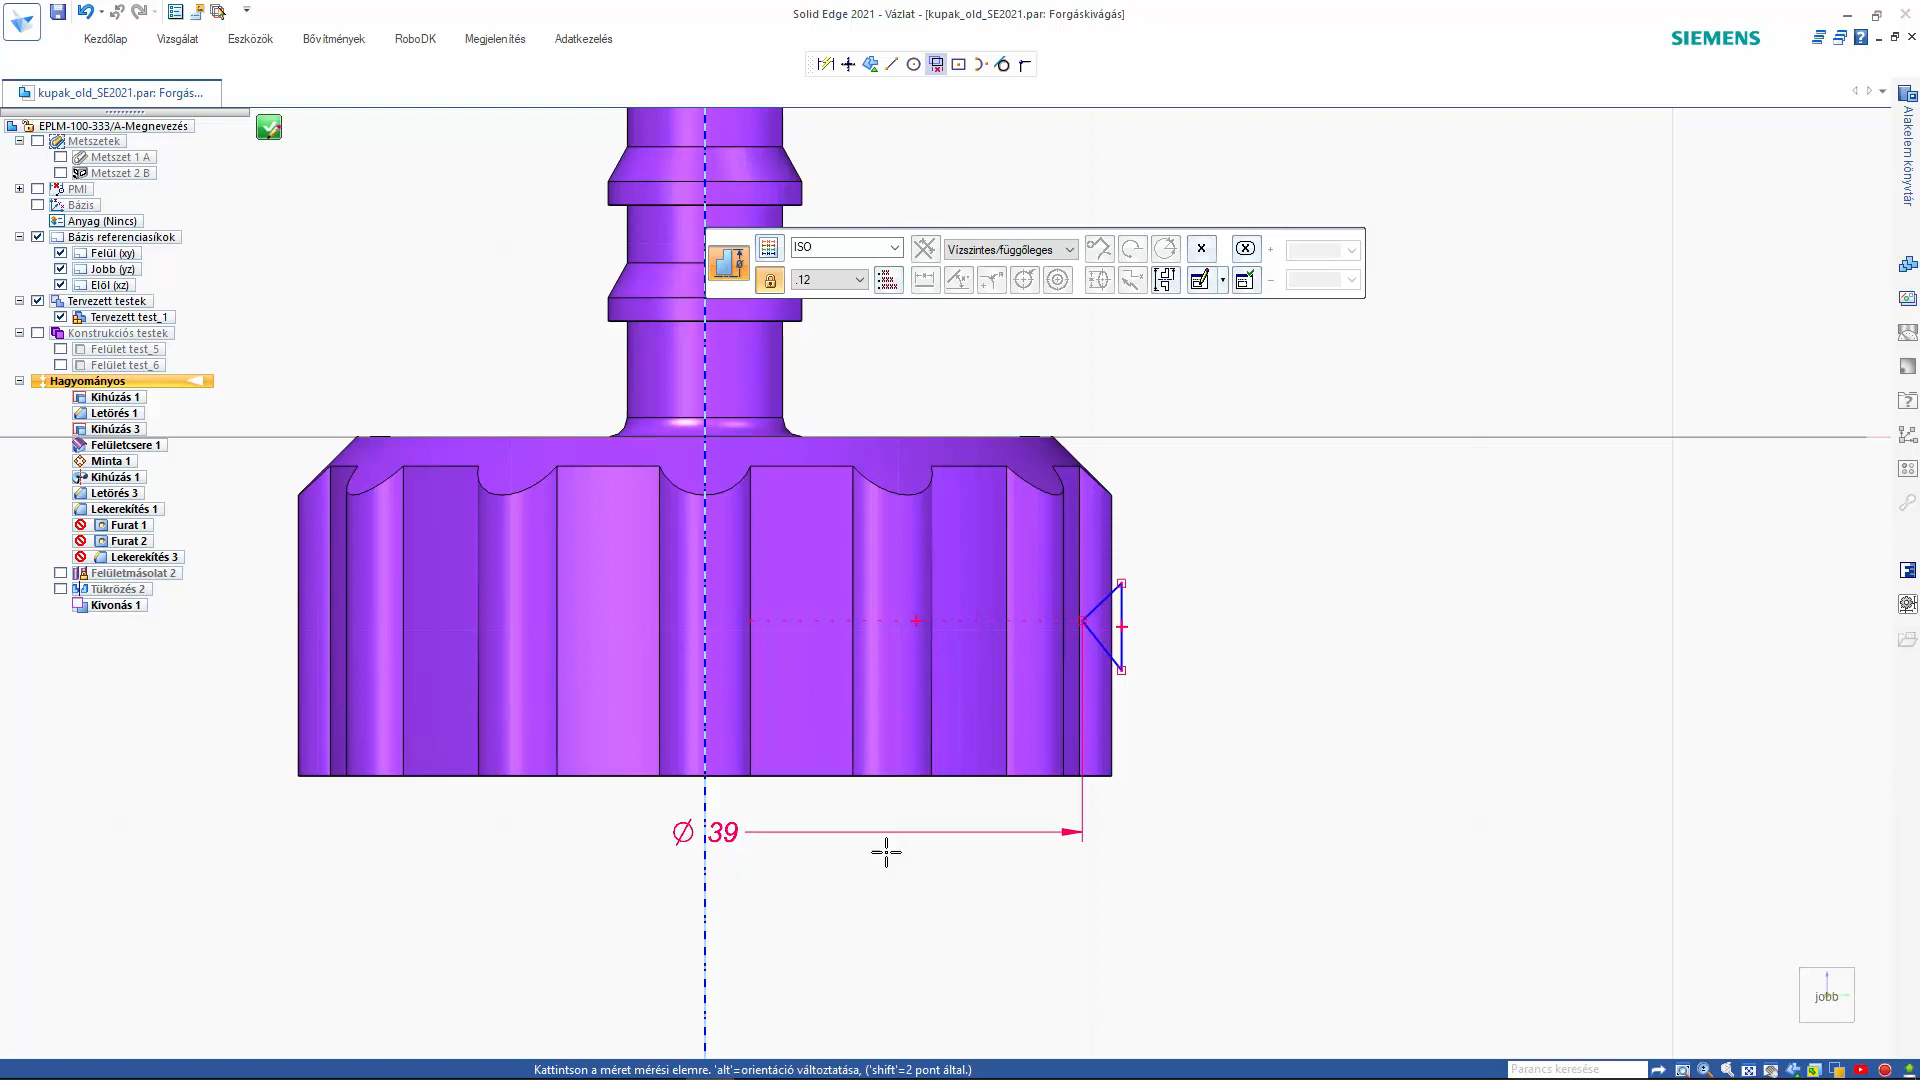 Solid Edge 2021 - Vázlat - [kupak_old_SE2021.par: Forgáskivágás]
Kezdőlap
Vizsgálat
Eszközök
Bővítmények
RoboDK
Megjelenítés
Adatkezelés
SIEMENS
kupak_old_SE2021.par: Forgás...
EPLM-100-333/A-Megnevezés
Metszetek
Metszet 1 A
Metszet 2 B
PMI
Bázis
Anyag (Nincs)
Bázis referenciasíkok
Felül (xy)
Jobb (yz)
Elöl (xz)
Tervezett testek
Tervezett test_1
Konstrukciós testek
Felület test_5
Felület test_6
Hagyományos
Kihúzás 1
Letörés 1
Kihúzás 3
Felületcsere 1
Minta 1
Kihúzás 1
Letörés 3
Lekerekítés 1
Furat 1
Furat 2
Lekerekítés 3
Felületmásolat 2
Tükrözés 2
Kivonás 1
ISO
Vízszintes/függőleges
.12
Alakelem könyvtár
Ø 39
jobb
Kattintson a méret mérési elemre. 'alt'=orientáció változtatása, ('shift'=2 pont által.)
Parancs keresése